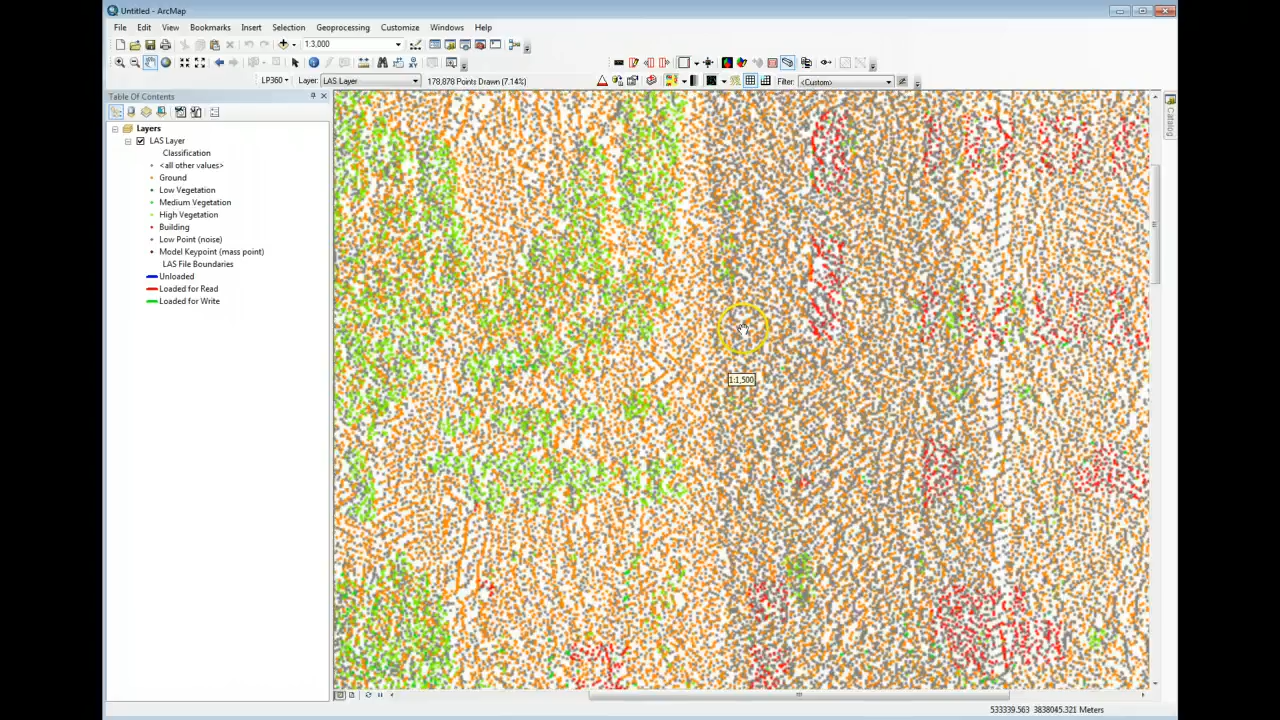 Untitled - ArcMap
File Edit View Bookmarks Insert Selection Geoprocessing Customize Windows Help
1:3,000
LP360 Layer: LAS Layer 178,878 Points Drawn (7.14%) Filter: <Custom>
Table Of Contents
Layers
LAS Layer
Classification
<all other values>
Ground
Low Vegetation
Medium Vegetation
High Vegetation
Building
Low Point (noise)
Model Keypoint (mass point)
LAS File Boundaries
Unloaded
Loaded for Read
Loaded for Write
1:1,500
Catalog
533339.563 3838045.321 Meters